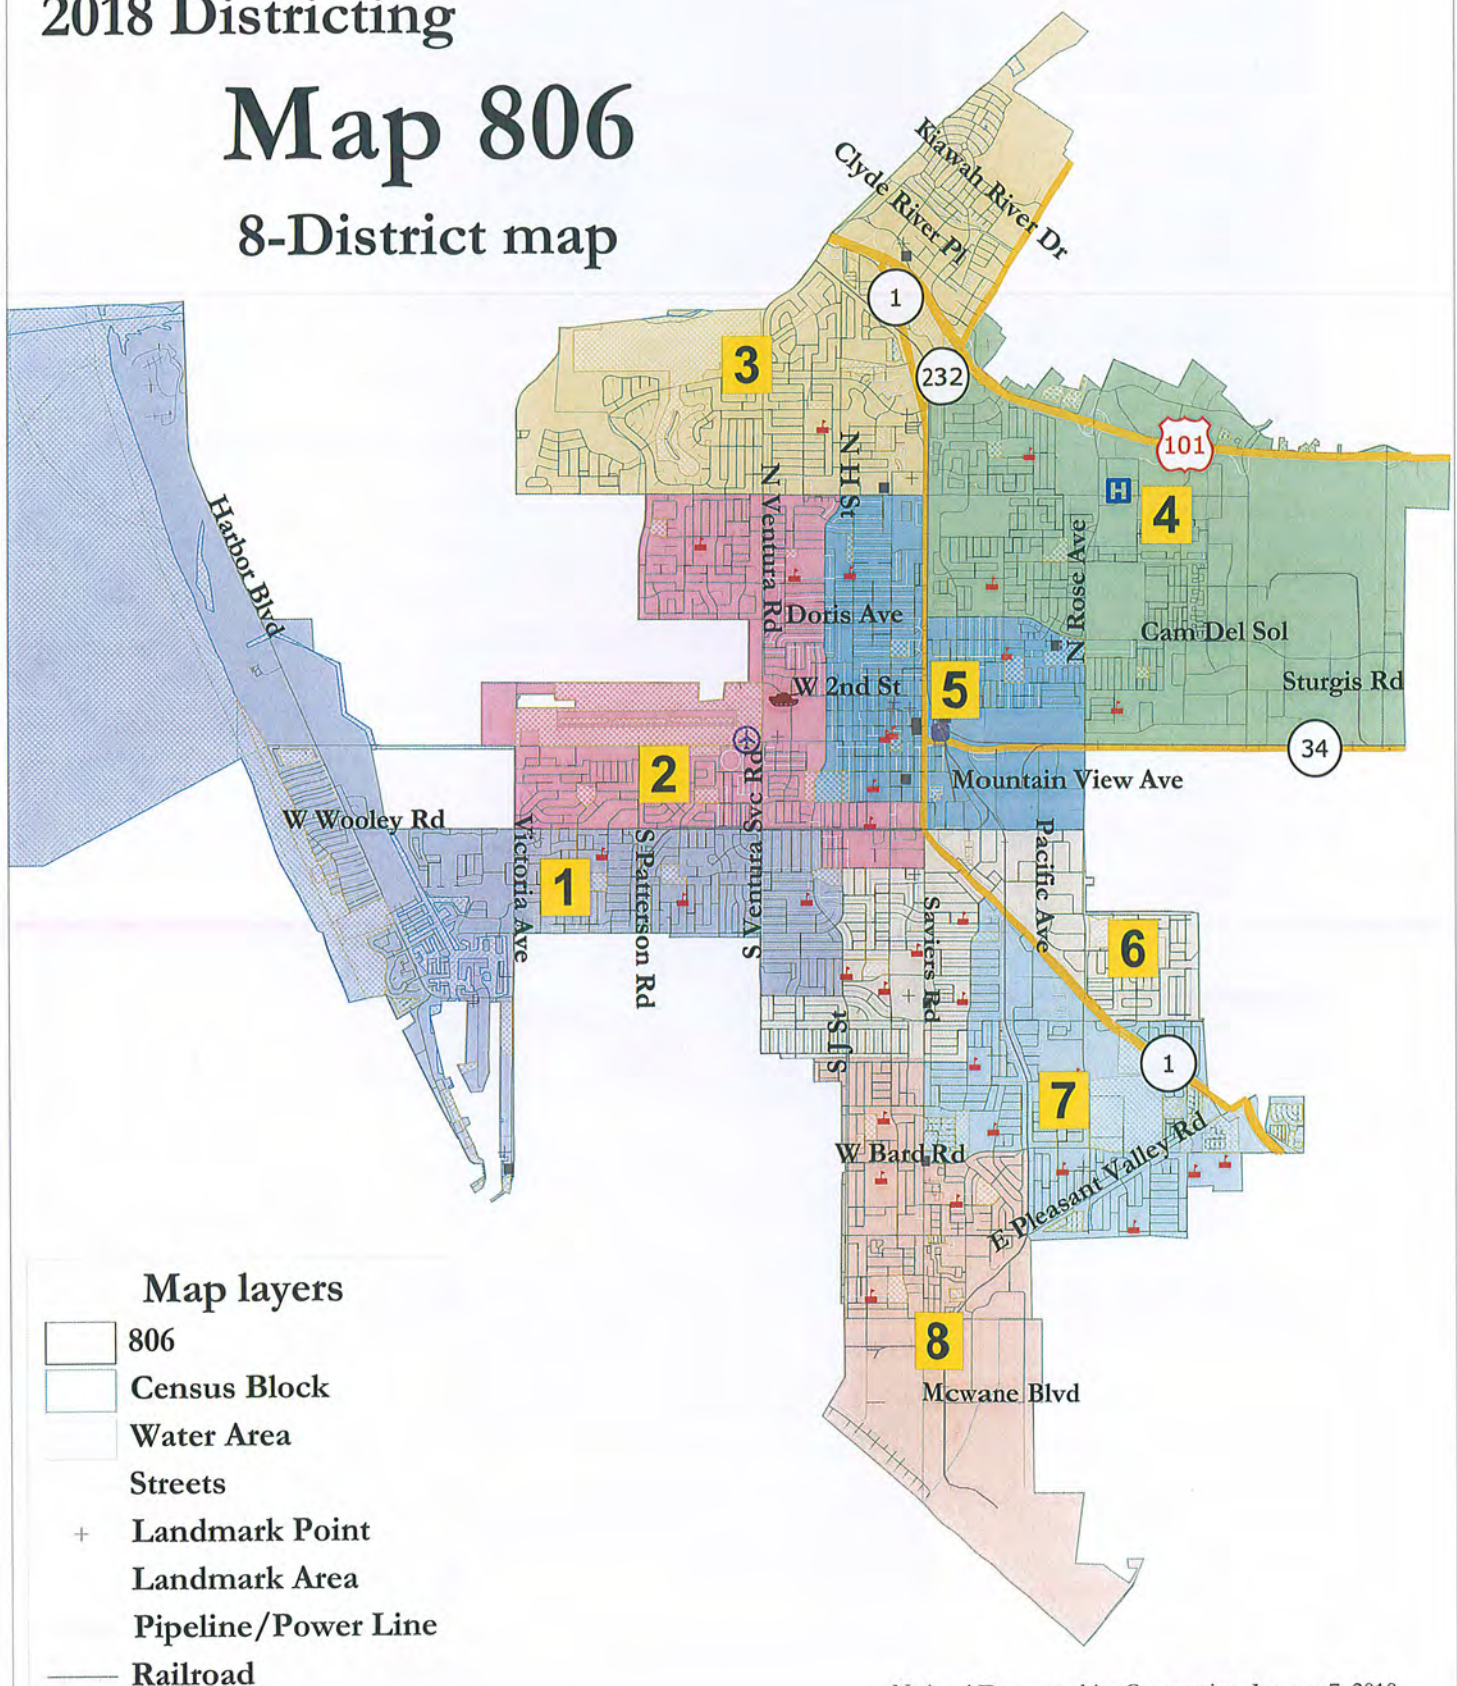 2018 Districting
Map 806
8-District map
Kiawah River Dr
Clyde River Pl
1
232
3
101
N H St
H
4
N Ventura Rd
Harbor Blvd
N Rose Ave
Doris Ave
Cam Del Sol
W 2nd St
5
Sturgis Rd
34
2
S Ventura Svc Rd
Mountain View Ave
W Wooley Rd
Victoria Ave
S Patterson Rd
Pacific Ave
1
Saviers Rd
6
S J St
1
7
W Bard Rd
E Pleasant Valley Rd
8
Mcwane Blvd
Map layers
806
Census Block
Water Area
Streets
Landmark Point
Landmark Area
Pipeline/Power Line
Railroad